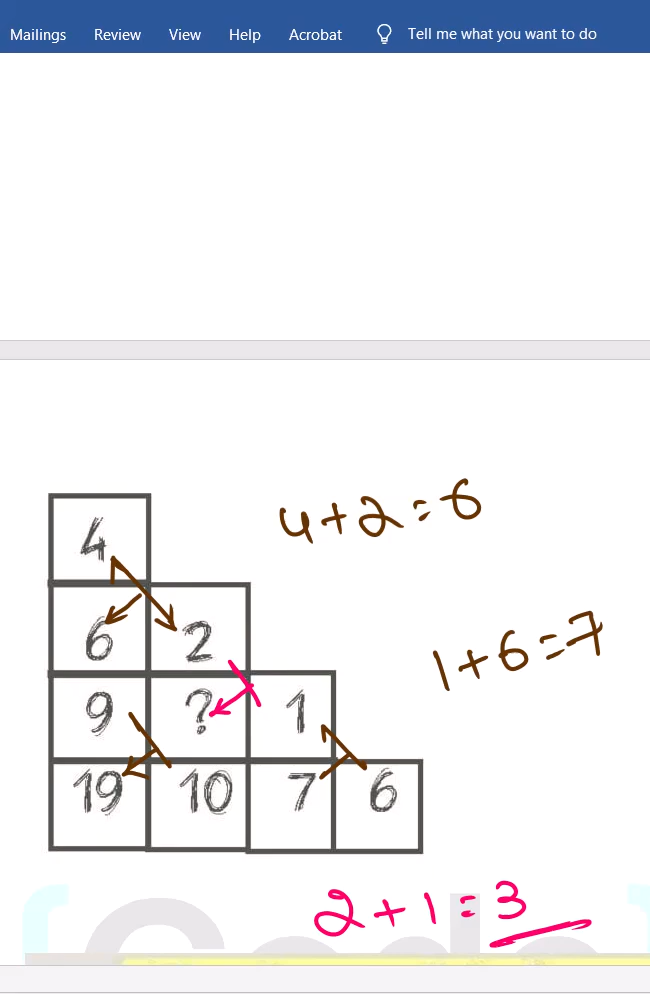 Mailings Review View Help Acrobat Tell me what you want to do
4
4+2=6
6 2
1+6=7
9 ? 1
19 10 7 6
2+1=3